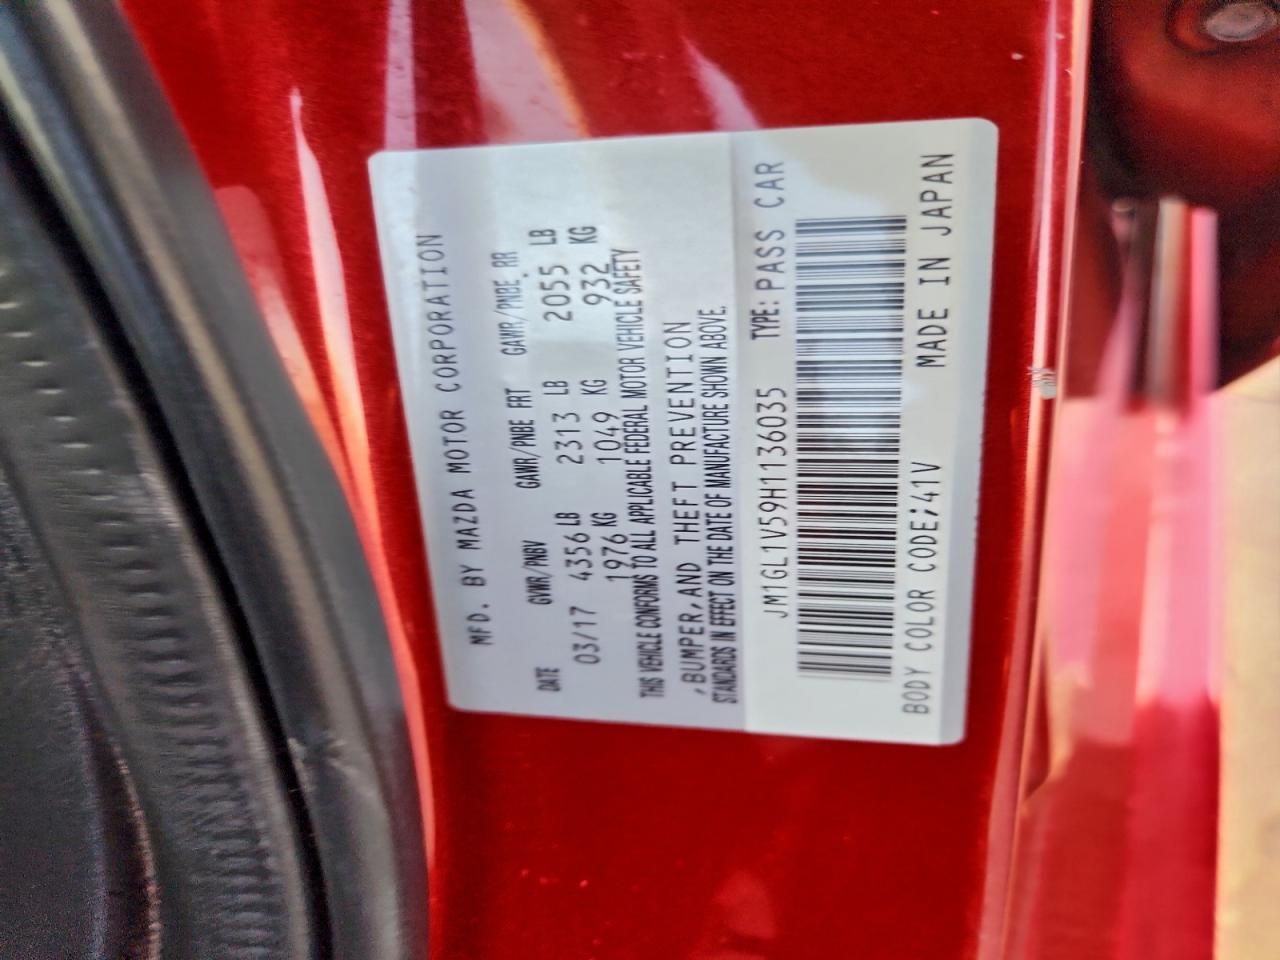 MFD. BY MAZDA MOTOR CORPORATION
DATE GVWR/PNBV GAWR/PNBE FRT GAWR/PNBE RR
03/17 4356 LB 2313 LB 2055 LB
1976 KG 1049 KG 932 KG
THIS VEHICLE CONFORMS TO ALL APPLICABLE FEDERAL MOTOR VEHICLE SAFETY
,BUMPER,AND THEFT PREVENTION
STANDARDS IN EFFECT ON THE DATE OF MANUFACTURE SHOWN ABOVE.
JM1GL1V59H1136035 TYPE: PASS CAR
BODY COLOR CODE;41V MADE IN JAPAN